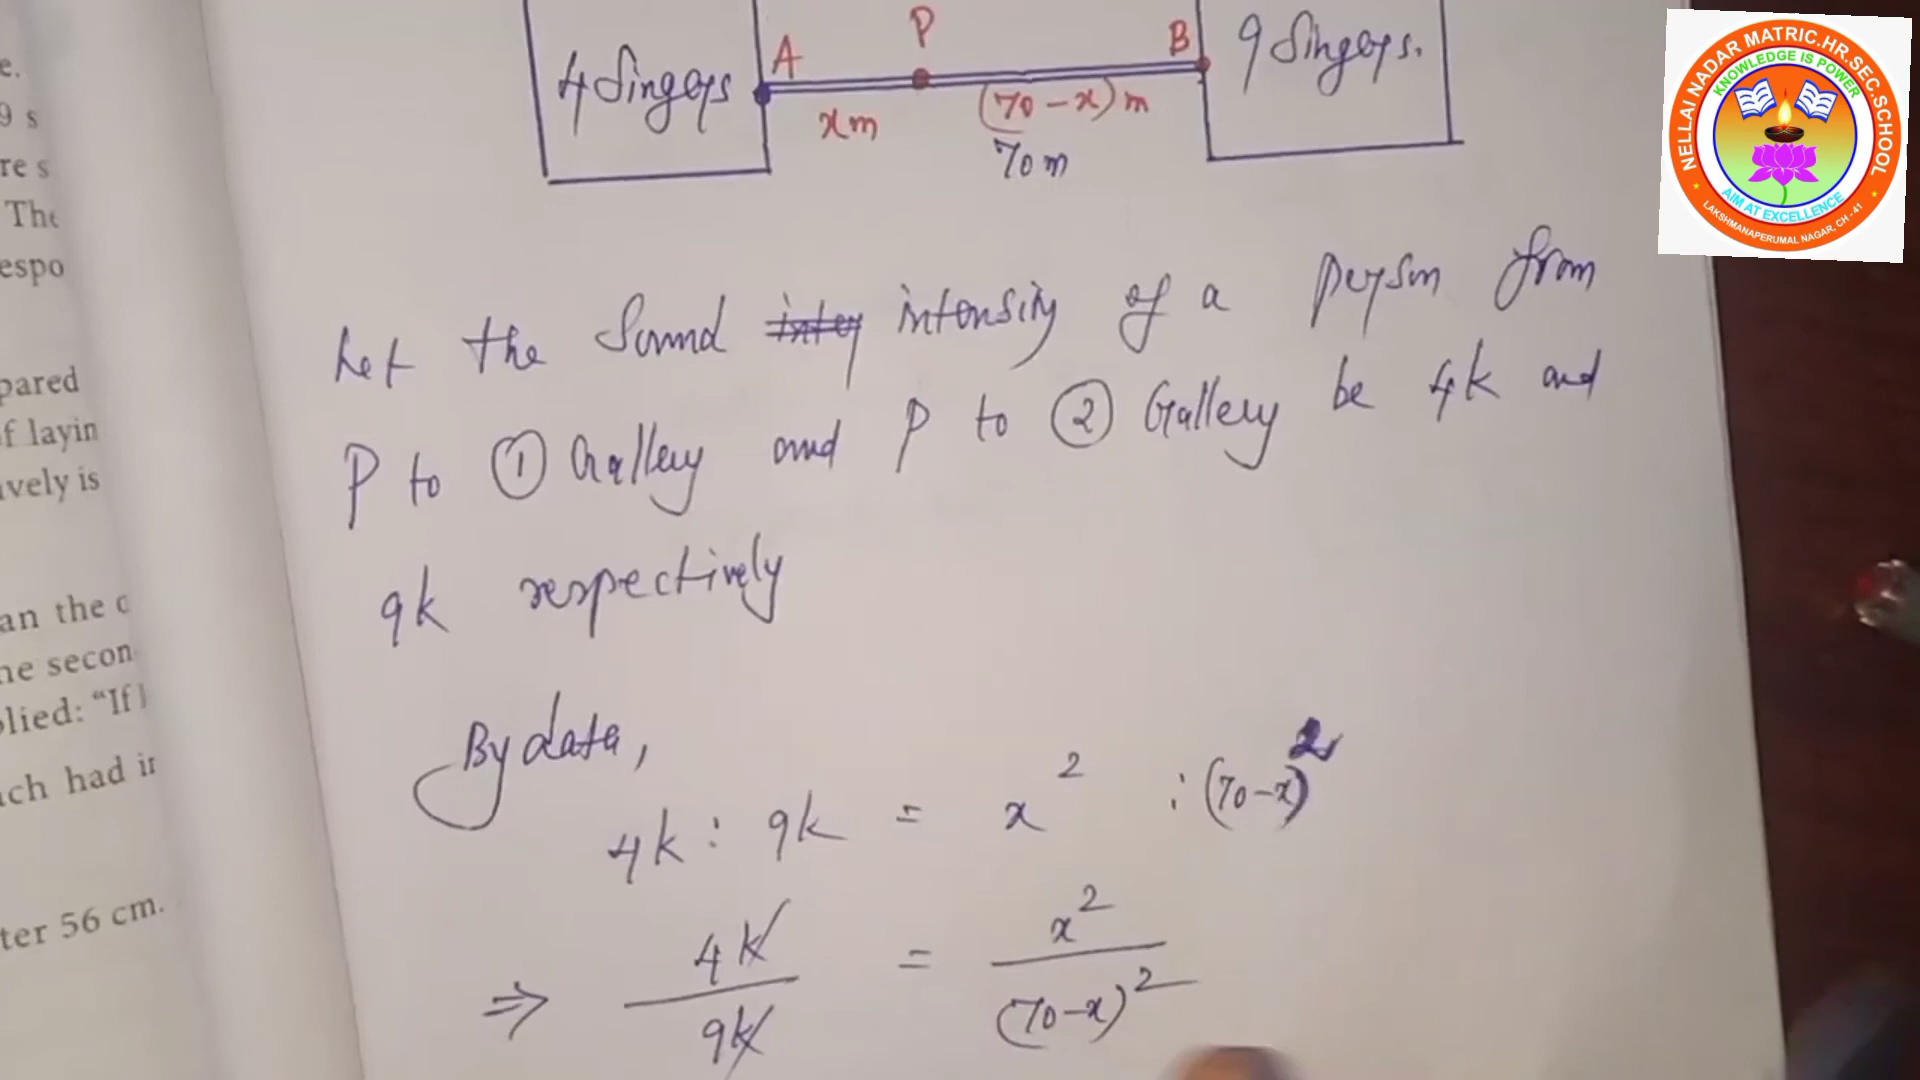 4 Singers
A
P
B
9 Singers.
x m
(70-x) m
70 m
Let the Sound intensity of a person from
P to ① Gallery and P to ② Gallery be 4k and
9k respectively
By data,
4k : 9k = x² : (70-x)²
⇒ 4k/9k = x²/(70-x)²
e.
9 s
re s
The
espo
pared
f layin
vely is
an the
he secon
plied: "If
ch had in
ter 56 cm.
NELLAI NADAR MATRIC.HR.SEC.SCHOOL
KNOWLEDGE IS POWER
AIM AT EXCELLENCE
LAKSHMANAPERUMAL NAGAR, CH - 41